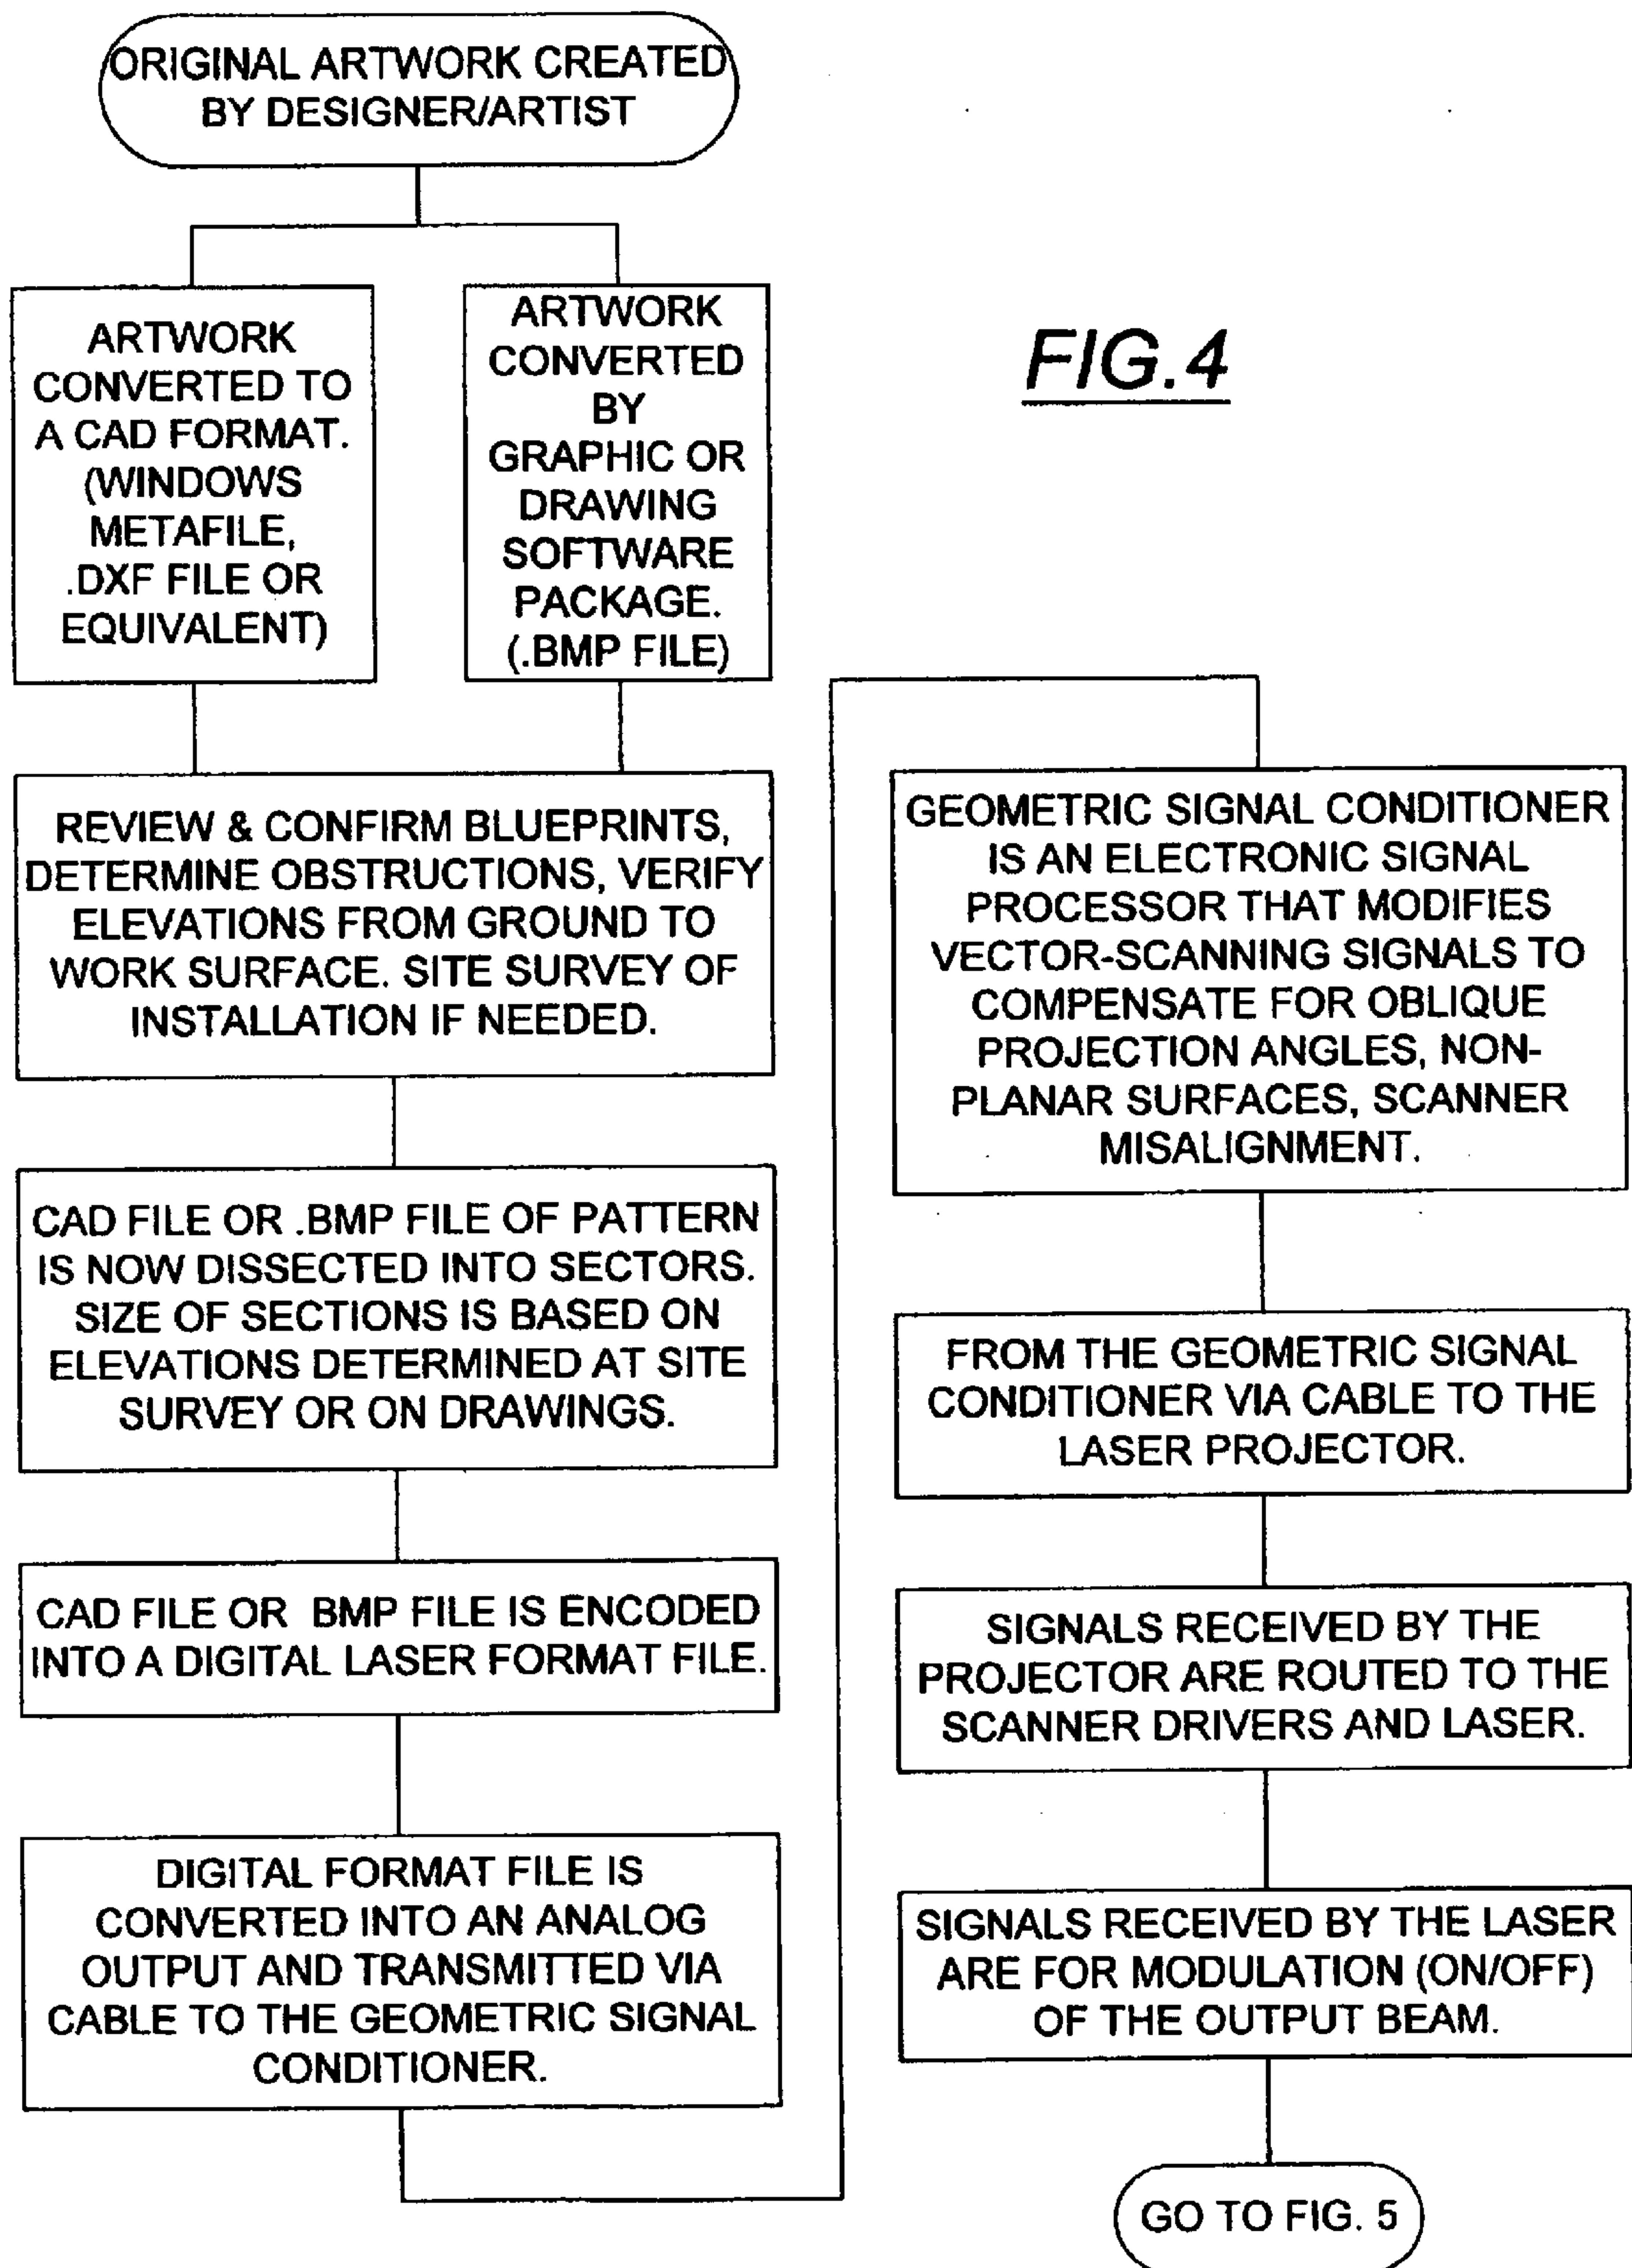 ORIGINAL ARTWORK CREATED
BY DESIGNER/ARTIST
ARTWORK
CONVERTED TO
A CAD FORMAT.
(WINDOWS
METAFILE,
.DXF FILE OR
EQUIVALENT)
ARTWORK
CONVERTED
BY
GRAPHIC OR
DRAWING
SOFTWARE
PACKAGE.
(.BMP FILE)
REVIEW & CONFIRM BLUEPRINTS,
DETERMINE OBSTRUCTIONS, VERIFY
ELEVATIONS FROM GROUND TO
WORK SURFACE. SITE SURVEY OF
INSTALLATION IF NEEDED.
CAD FILE OR .BMP FILE OF PATTERN
IS NOW DISSECTED INTO SECTORS.
SIZE OF SECTIONS IS BASED ON
ELEVATIONS DETERMINED AT SITE
SURVEY OR ON DRAWINGS.
CAD FILE OR BMP FILE IS ENCODED
INTO A DIGITAL LASER FORMAT FILE.
DIGITAL FORMAT FILE IS
CONVERTED INTO AN ANALOG
OUTPUT AND TRANSMITTED VIA
CABLE TO THE GEOMETRIC SIGNAL
CONDITIONER.
FIG.4
GEOMETRIC SIGNAL CONDITIONER
IS AN ELECTRONIC SIGNAL
PROCESSOR THAT MODIFIES
VECTOR-SCANNING SIGNALS TO
COMPENSATE FOR OBLIQUE
PROJECTION ANGLES, NON-
PLANAR SURFACES, SCANNER
MISALIGNMENT.
FROM THE GEOMETRIC SIGNAL
CONDITIONER VIA CABLE TO THE
LASER PROJECTOR.
SIGNALS RECEIVED BY THE
PROJECTOR ARE ROUTED TO THE
SCANNER DRIVERS AND LASER.
SIGNALS RECEIVED BY THE LASER
ARE FOR MODULATION (ON/OFF)
OF THE OUTPUT BEAM.
GO TO FIG. 5